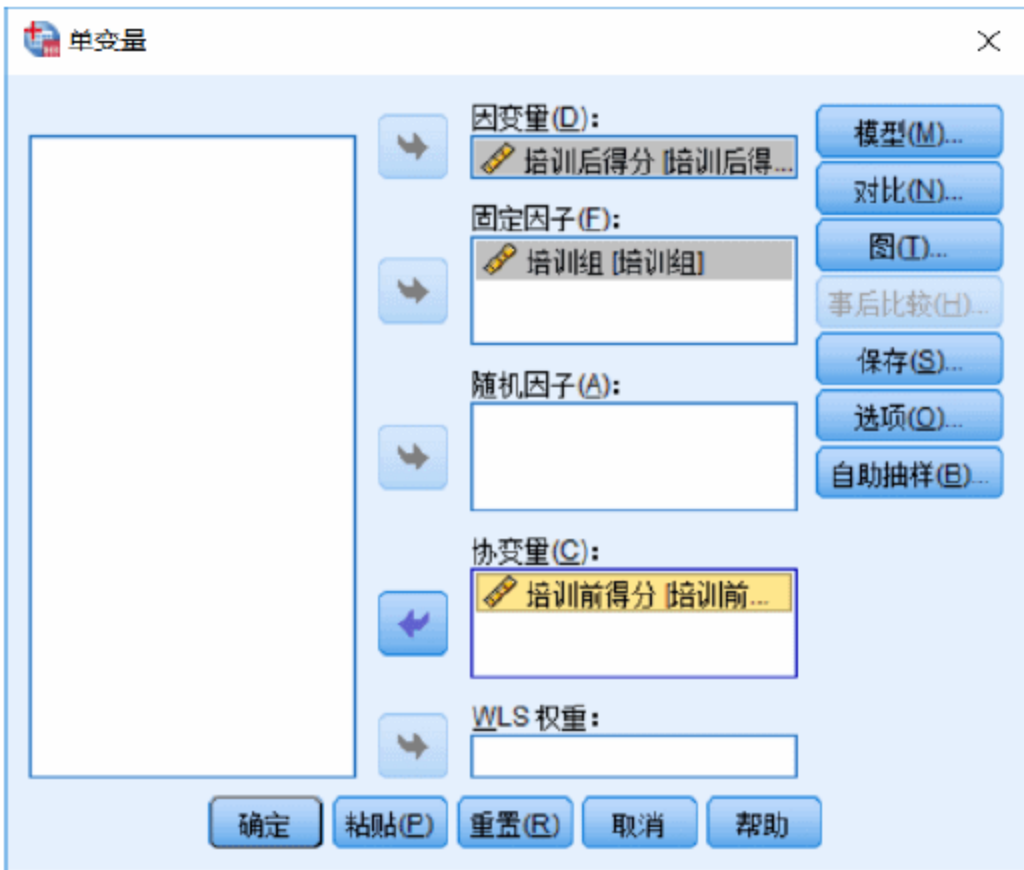 单变量
因变量(D):
培训后得分 [培训后得...
固定因子(F):
培训组 [培训组]
随机因子(A):
协变量(C):
培训前得分 [培训前...
WLS 权重:
模型(M)...
对比(N)...
图(T)...
事后比较(H)...
保存(S)...
选项(O)...
自助抽样(B)...
确定
粘贴(P)
重置(R)
取消
帮助